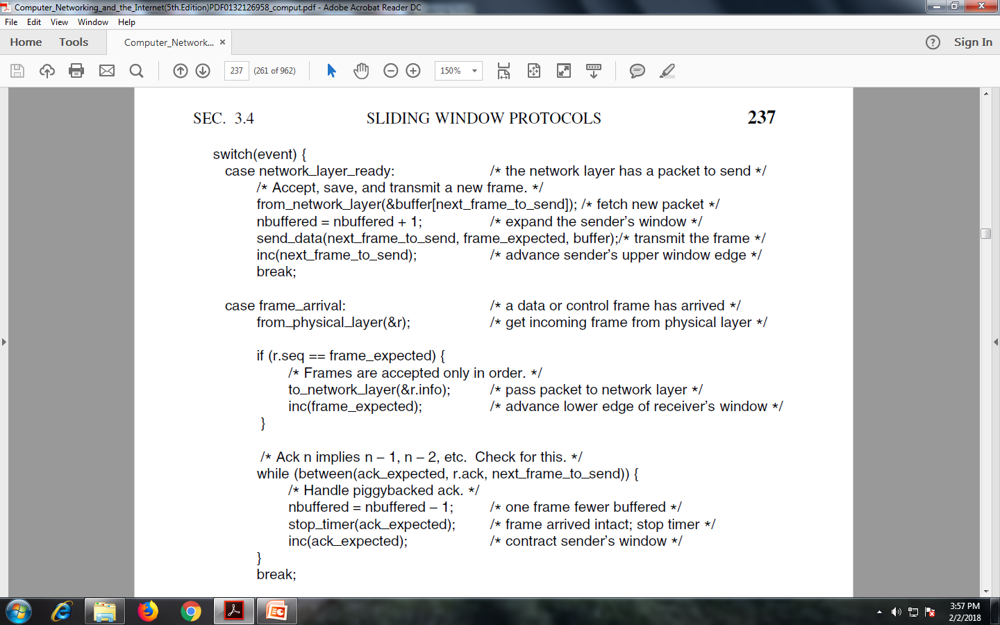 Computer_Networking_and_the_Internet(5th.Edition)PDF0132126958_comput.pdf - Adobe Acrobat Reader DC
File Edit View Window Help
Home Tools Computer_Network... × ? Sign In
237 (261 of 962) 150%
SEC. 3.4 SLIDING WINDOW PROTOCOLS 237
switch(event) {
case network_layer_ready: /* the network layer has a packet to send */
/* Accept, save, and transmit a new frame. */
from_network_layer(&buffer[next_frame_to_send]); /* fetch new packet */
nbuffered = nbuffered + 1; /* expand the sender's window */
send_data(next_frame_to_send, frame_expected, buffer);/* transmit the frame */
inc(next_frame_to_send); /* advance sender's upper window edge */
break;
case frame_arrival: /* a data or control frame has arrived */
from_physical_layer(&r); /* get incoming frame from physical layer */
if (r.seq == frame_expected) {
/* Frames are accepted only in order. */
to_network_layer(&r.info); /* pass packet to network layer */
inc(frame_expected); /* advance lower edge of receiver's window */
}
/* Ack n implies n – 1, n – 2, etc. Check for this. */
while (between(ack_expected, r.ack, next_frame_to_send)) {
/* Handle piggybacked ack. */
nbuffered = nbuffered – 1; /* one frame fewer buffered */
stop_timer(ack_expected); /* frame arrived intact; stop timer */
inc(ack_expected); /* contract sender's window */
}
break;
3:57 PM
2/2/2018